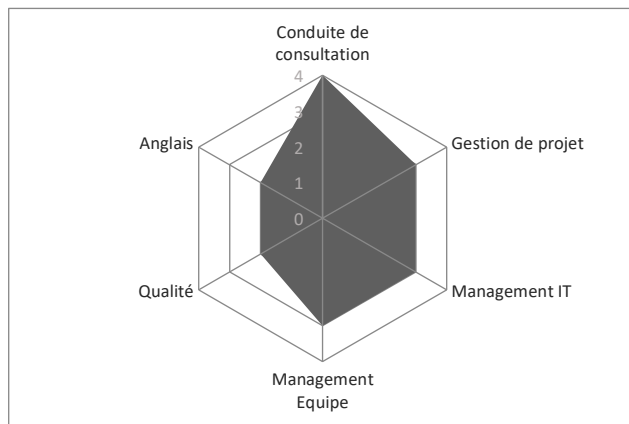 Conduite de
consultation
4
3
2
1
0
Anglais
Gestion de projet
Qualité
Management IT
Management
Equipe